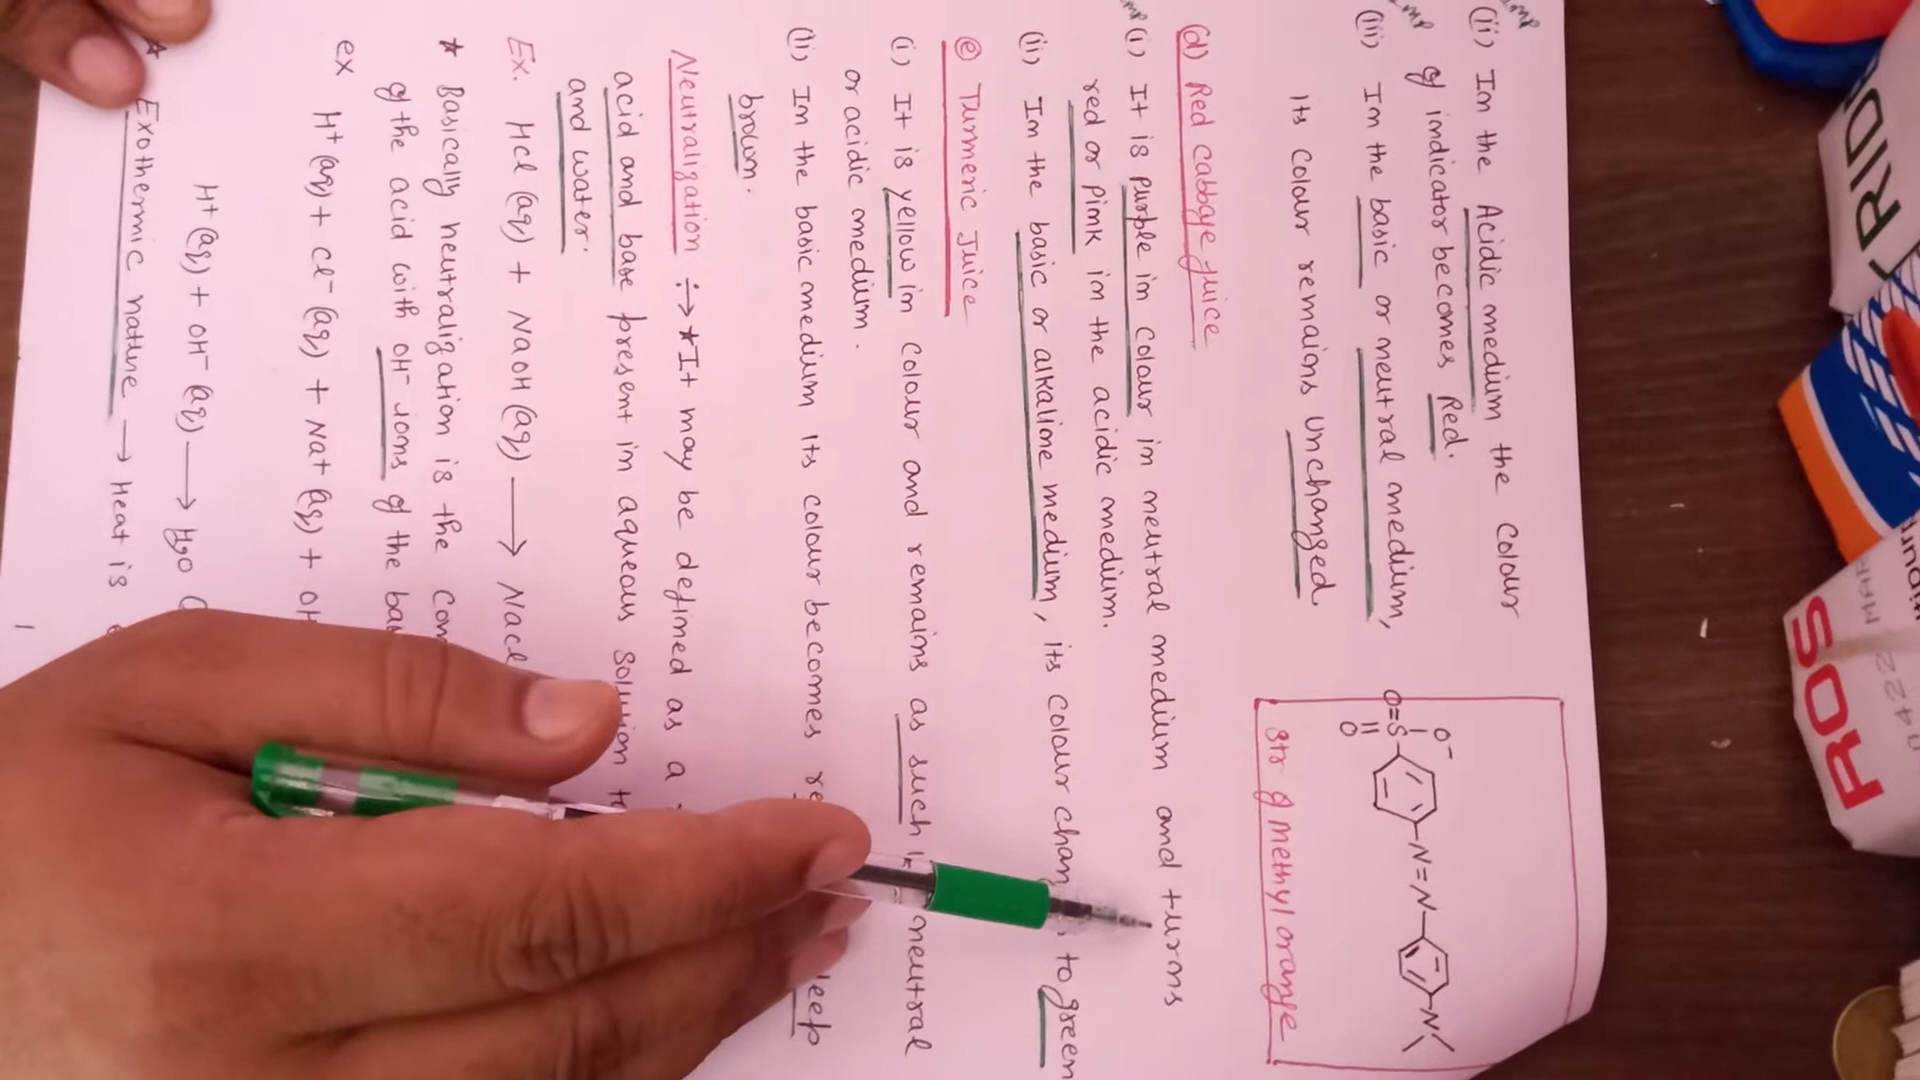 Imp
(ii) In the Acidic medium the colour
of indicator becomes Red.
Imp
(iii) In the basic or neutral medium,
its colour remains unchanged.
O⁻
O=S
O
N=N
N
Str of methyl orange
(d) Red cabbage juice
Imp (i) It is purple in colour in neutral medium and turns
red or pink in the acidic medium.
(ii) In the basic or alkaline medium, its colour chan to green
(e) Turmeric Juice
(i) It is yellow in colour and remains as such neutral
or acidic medium.
(ii) In the basic medium its colour becomes re deep
brown.
Neutralization ÷→ *It may be defined as a
acid and base present in aqueous solution to
and water.
Ex. HCl (aq) + NaOH (aq) ⟶ NaCl
* Basically neutralization is the com
of the acid with OH⁻ ions of the ba
ex H⁺ (aq) + Cl⁻ (aq) + Na+ (aq) + OH
H⁺ (aq) + OH⁻ (aq) ⟶ H₂O (
* Exothermic nature → Heat is
RID
ROS